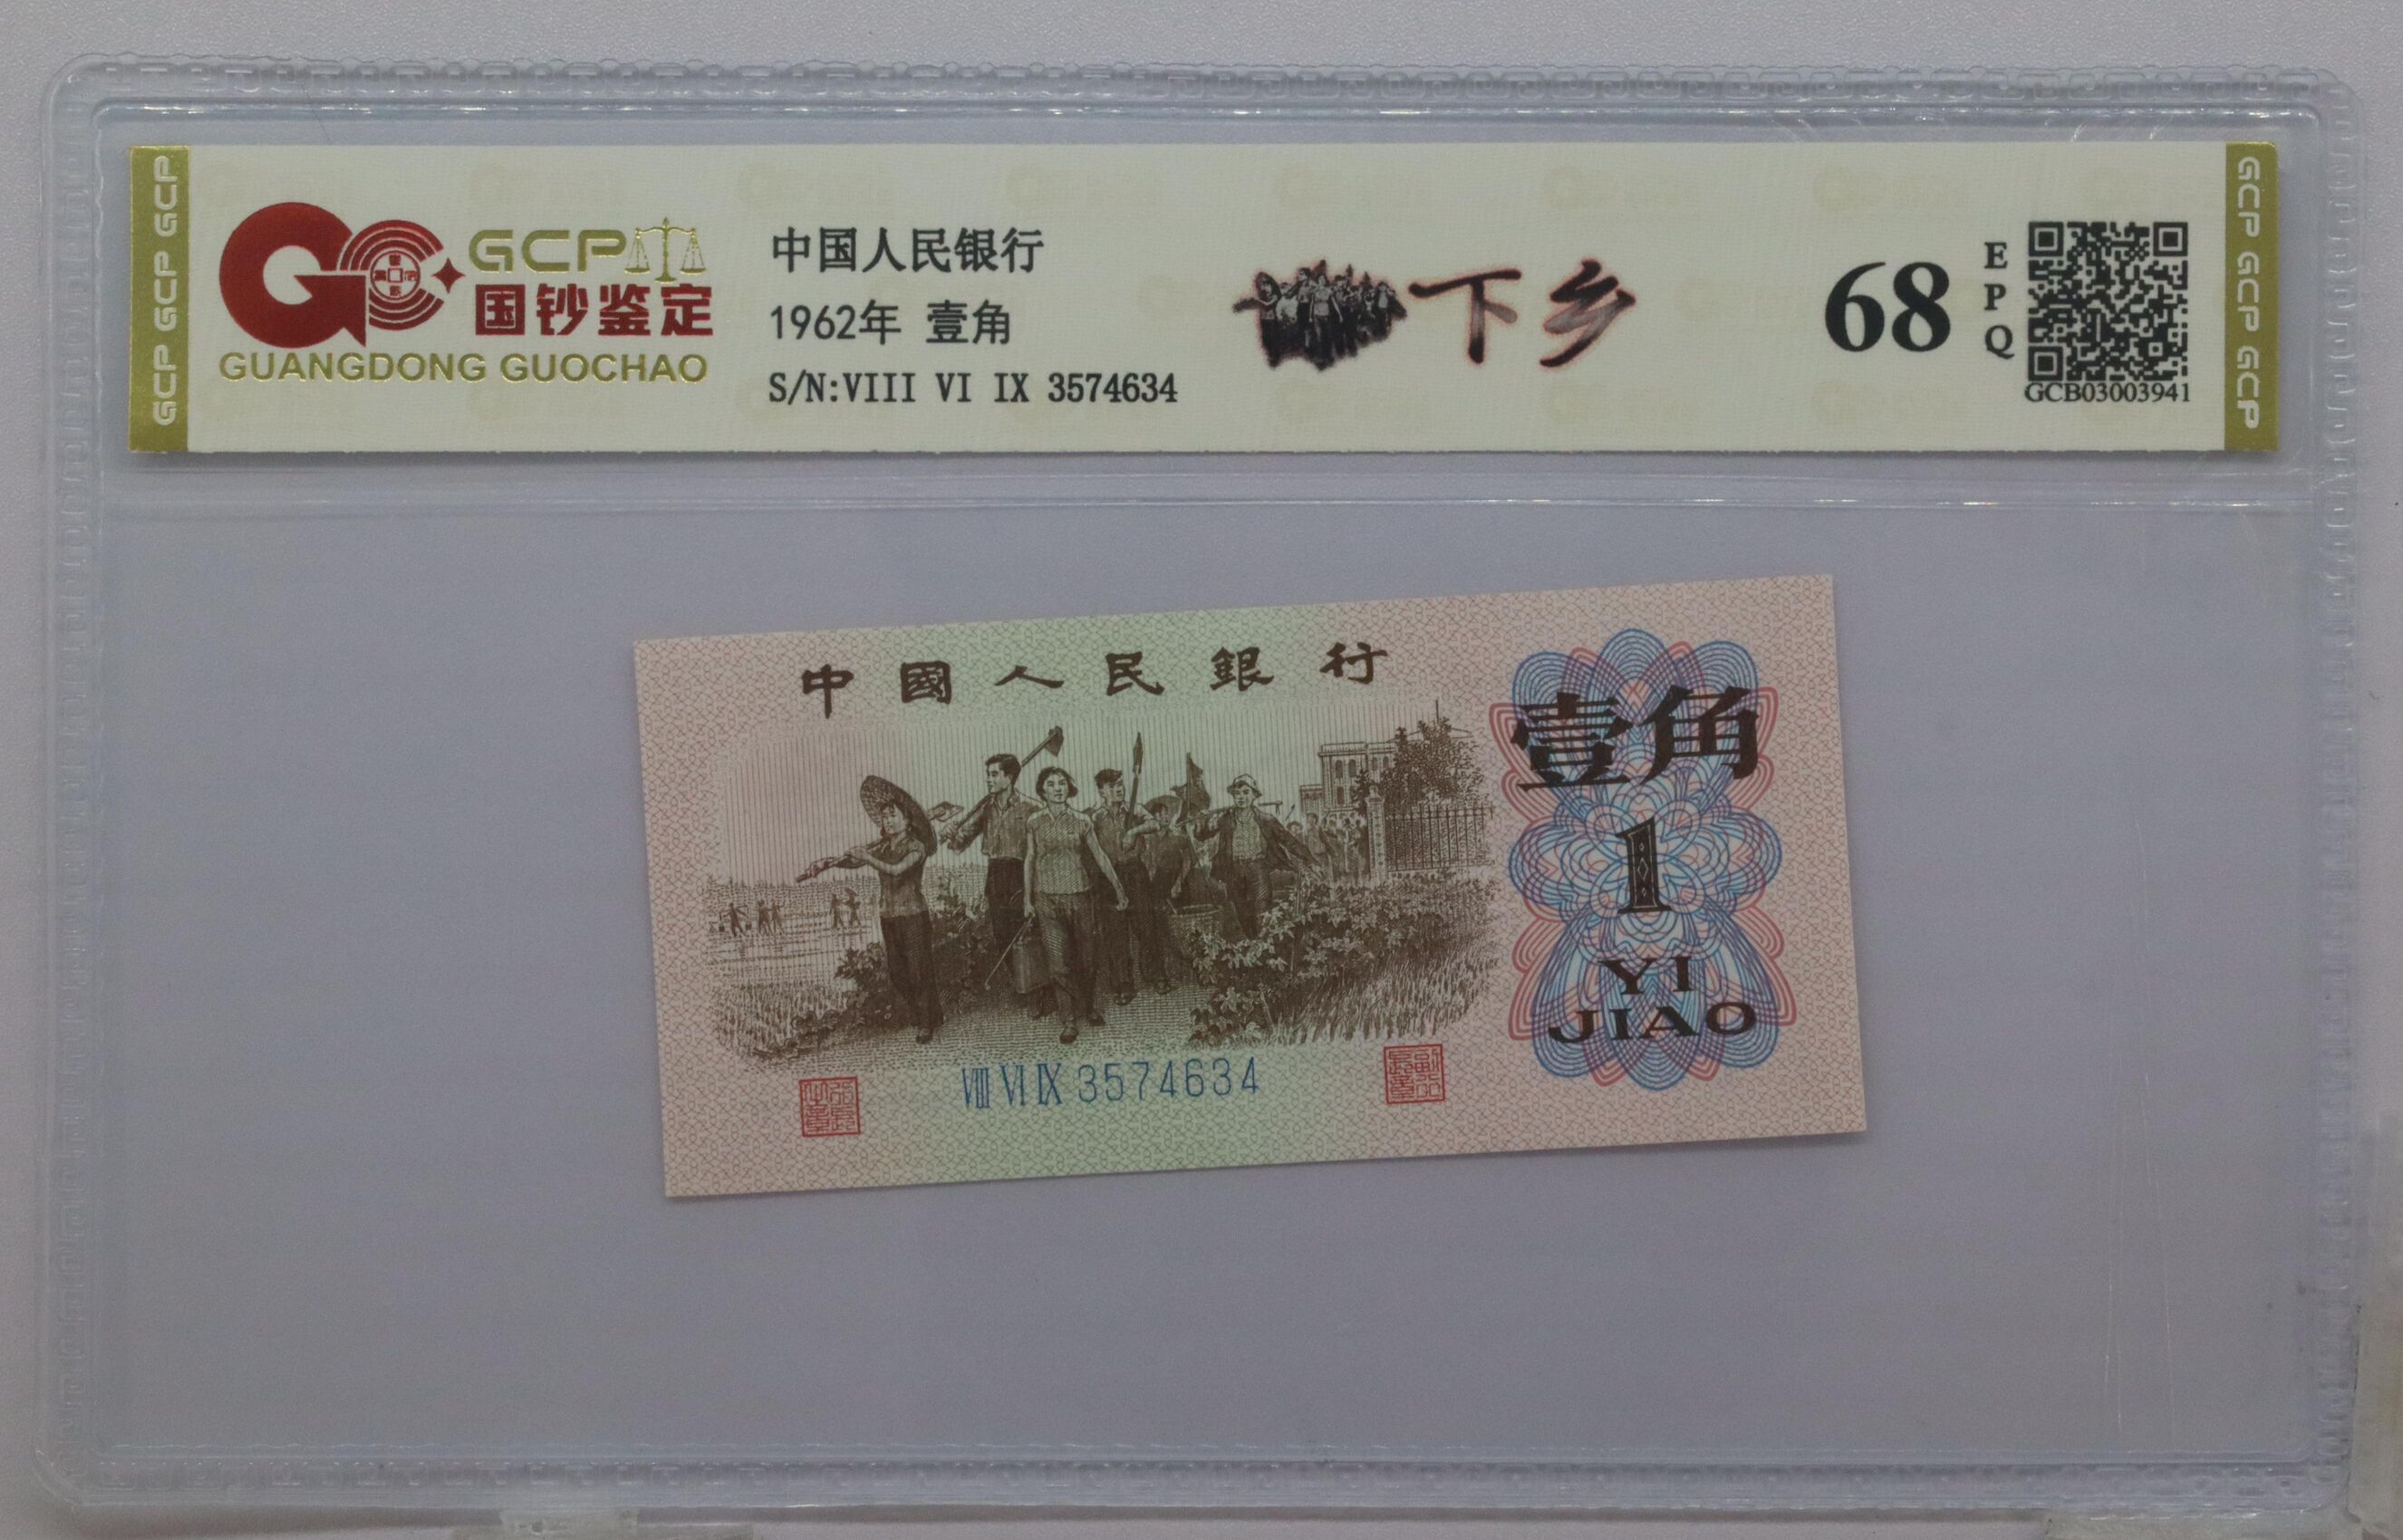 GCP GCP GCP
GCP
国钞鉴定
GUANGDONG GUOCHAO
中国人民银行
1962年 壹角
S/N:VIII VI IX 3574634
下乡
68
EPQ
GCB03003941
GCP GCP GCP
中國人民銀行
壹角
1
YI
JIAO
VIII VI IX 3574634